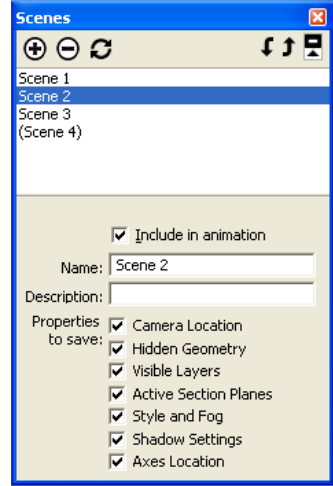 Scenes
Scene 1
Scene 2
Scene 3
(Scene 4)
Include in animation
Name: Scene 2
Description:
Properties to save:
Camera Location
Hidden Geometry
Visible Layers
Active Section Planes
Style and Fog
Shadow Settings
Axes Location